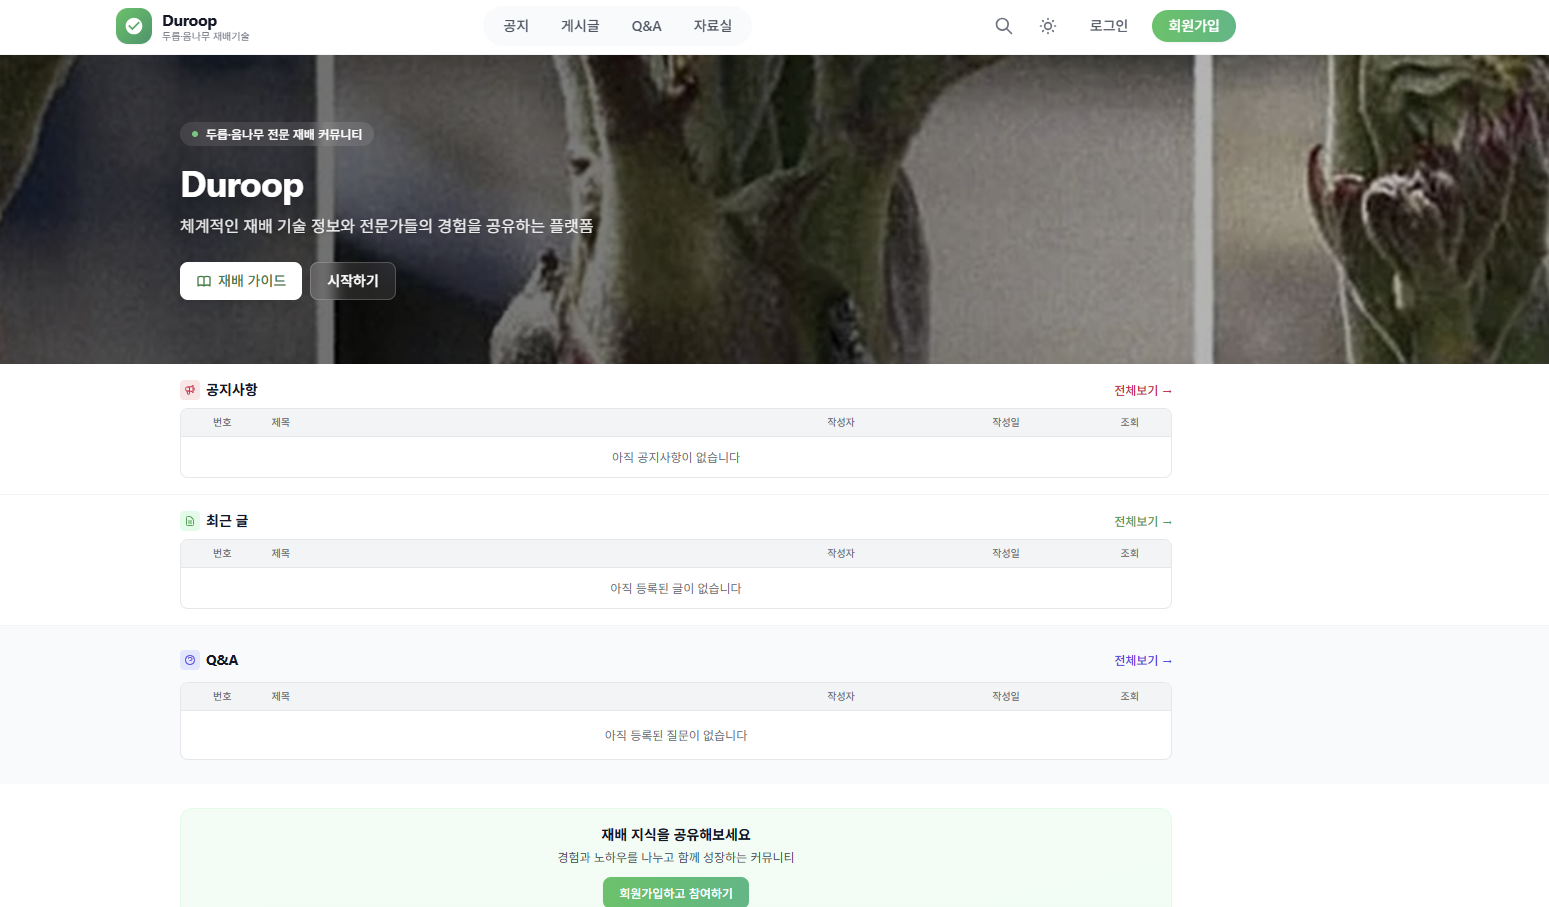 Duroop
두릅·음나무 재배기술
공지 게시글 Q&A 자료실
로그인 회원가입
두릅·음나무 전문 재배 커뮤니티
Duroop
체계적인 재배 기술 정보와 전문가들의 경험을 공유하는 플랫폼
재배 가이드 시작하기
공지사항 전체보기 →
번호 제목 작성자 작성일 조회
아직 공지사항이 없습니다
최근 글 전체보기 →
번호 제목 작성자 작성일 조회
아직 등록된 글이 없습니다
Q&A 전체보기 →
번호 제목 작성자 작성일 조회
아직 등록된 질문이 없습니다
재배 지식을 공유해보세요
경험과 노하우를 나누고 함께 성장하는 커뮤니티
회원가입하고 참여하기